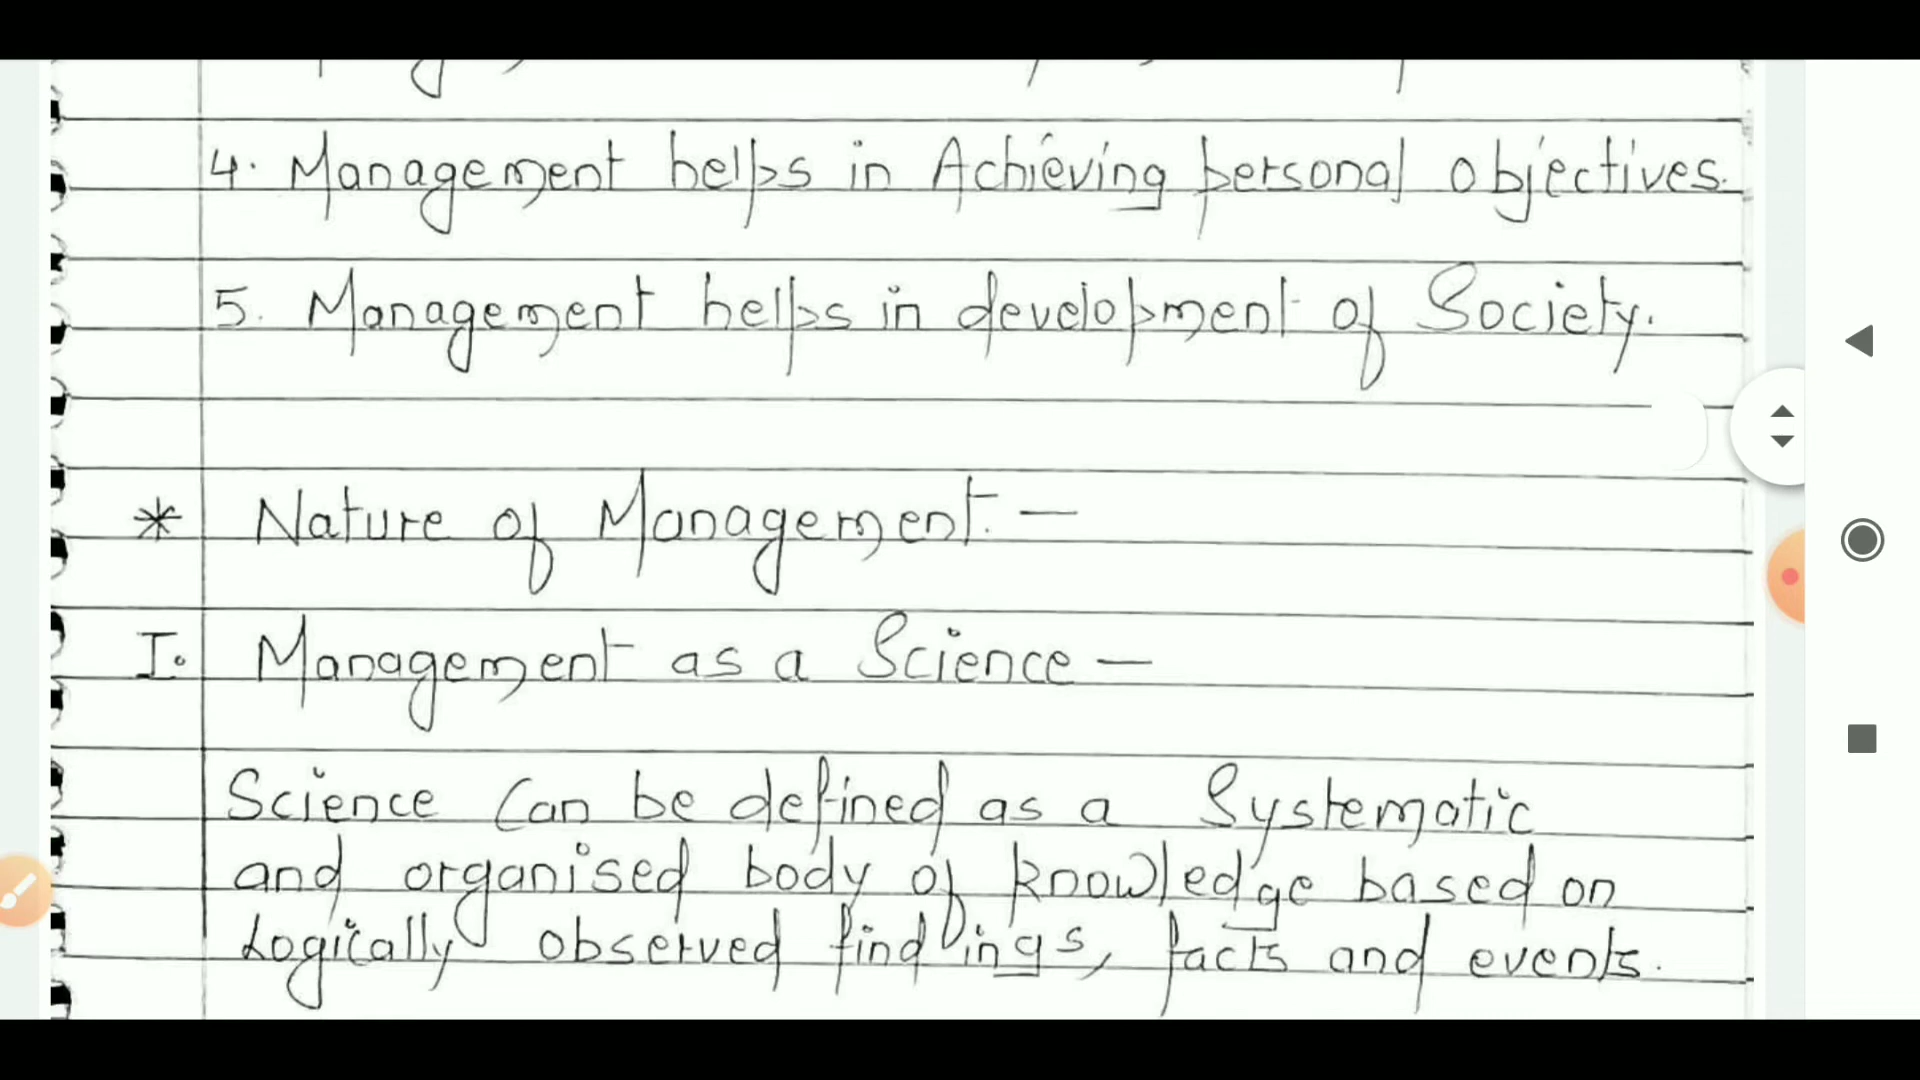 4. Management helps in Achieving personal objectives.
5. Management helps in development of Society.
* Nature of Management. —
I. Management as a Science —
Science Can be defined as a Systematic
and organised body of knowledge based on
Logically observed findings, facts and events.